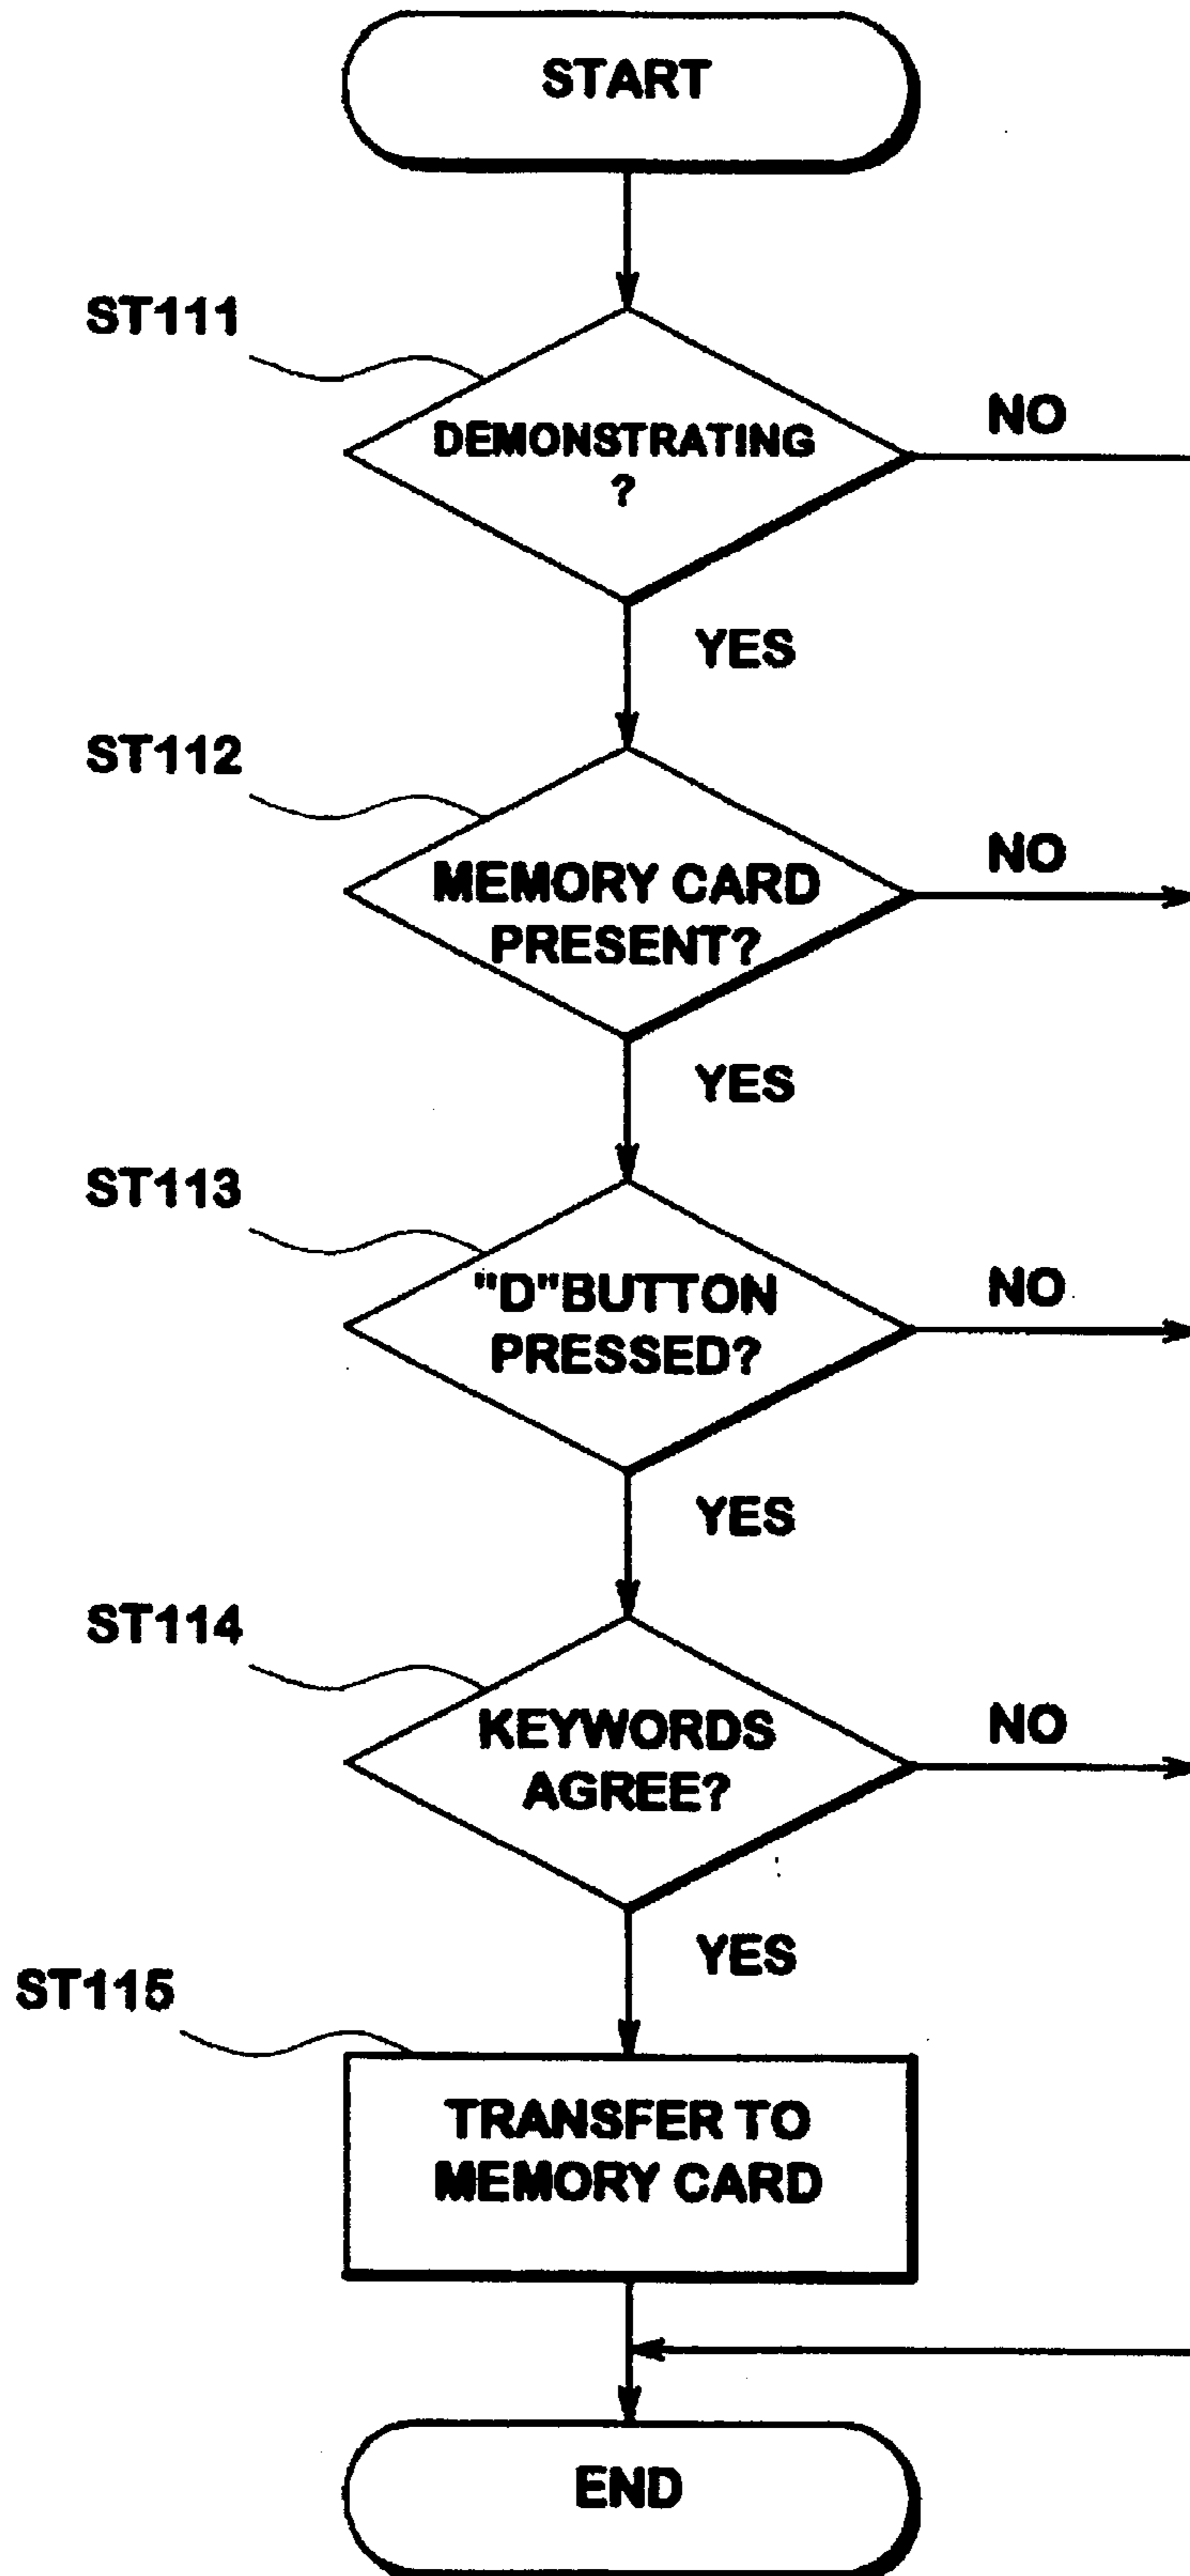 START
ST111
DEMONSTRATING
?
NO
YES
ST112
MEMORY CARD
PRESENT?
NO
YES
ST113
"D"BUTTON
PRESSED?
NO
YES
ST114
KEYWORDS
AGREE?
NO
YES
ST115
TRANSFER TO
MEMORY CARD
END